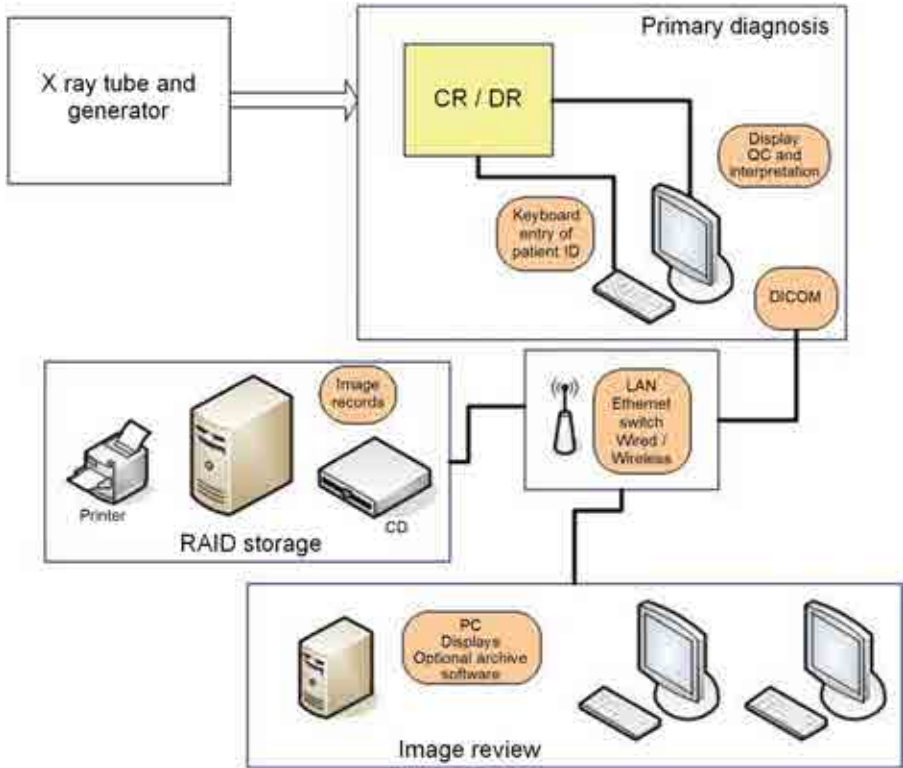 Primary diagnosis
X ray tube and
generator
CR / DR
Display
QC and
interpretation
Keyboard
entry of
patient ID
DICOM
Image
records
LAN
Ethernet
switch
Wired /
Wireless
Printer
CD
RAID storage
PC
Displays
Optional archive
software
Image review